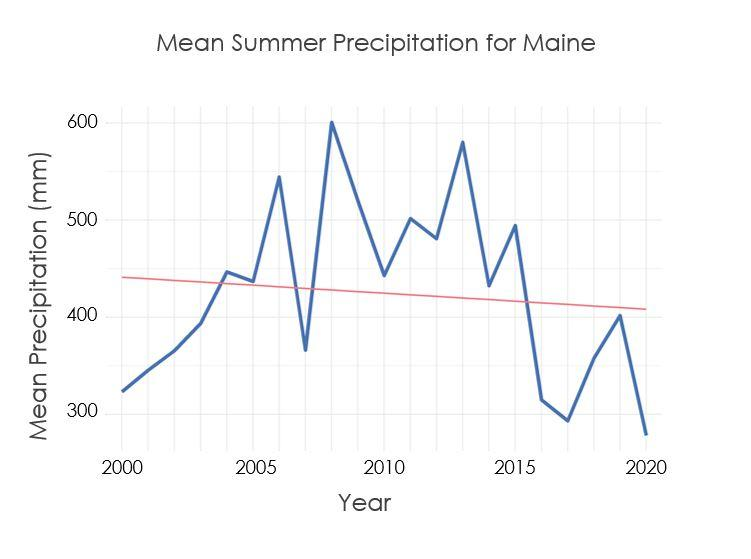 Mean Summer Precipitation for Maine
600
500
400
300
Mean Precipitation (mm)
2000 2005 2010 2015 2020
Year